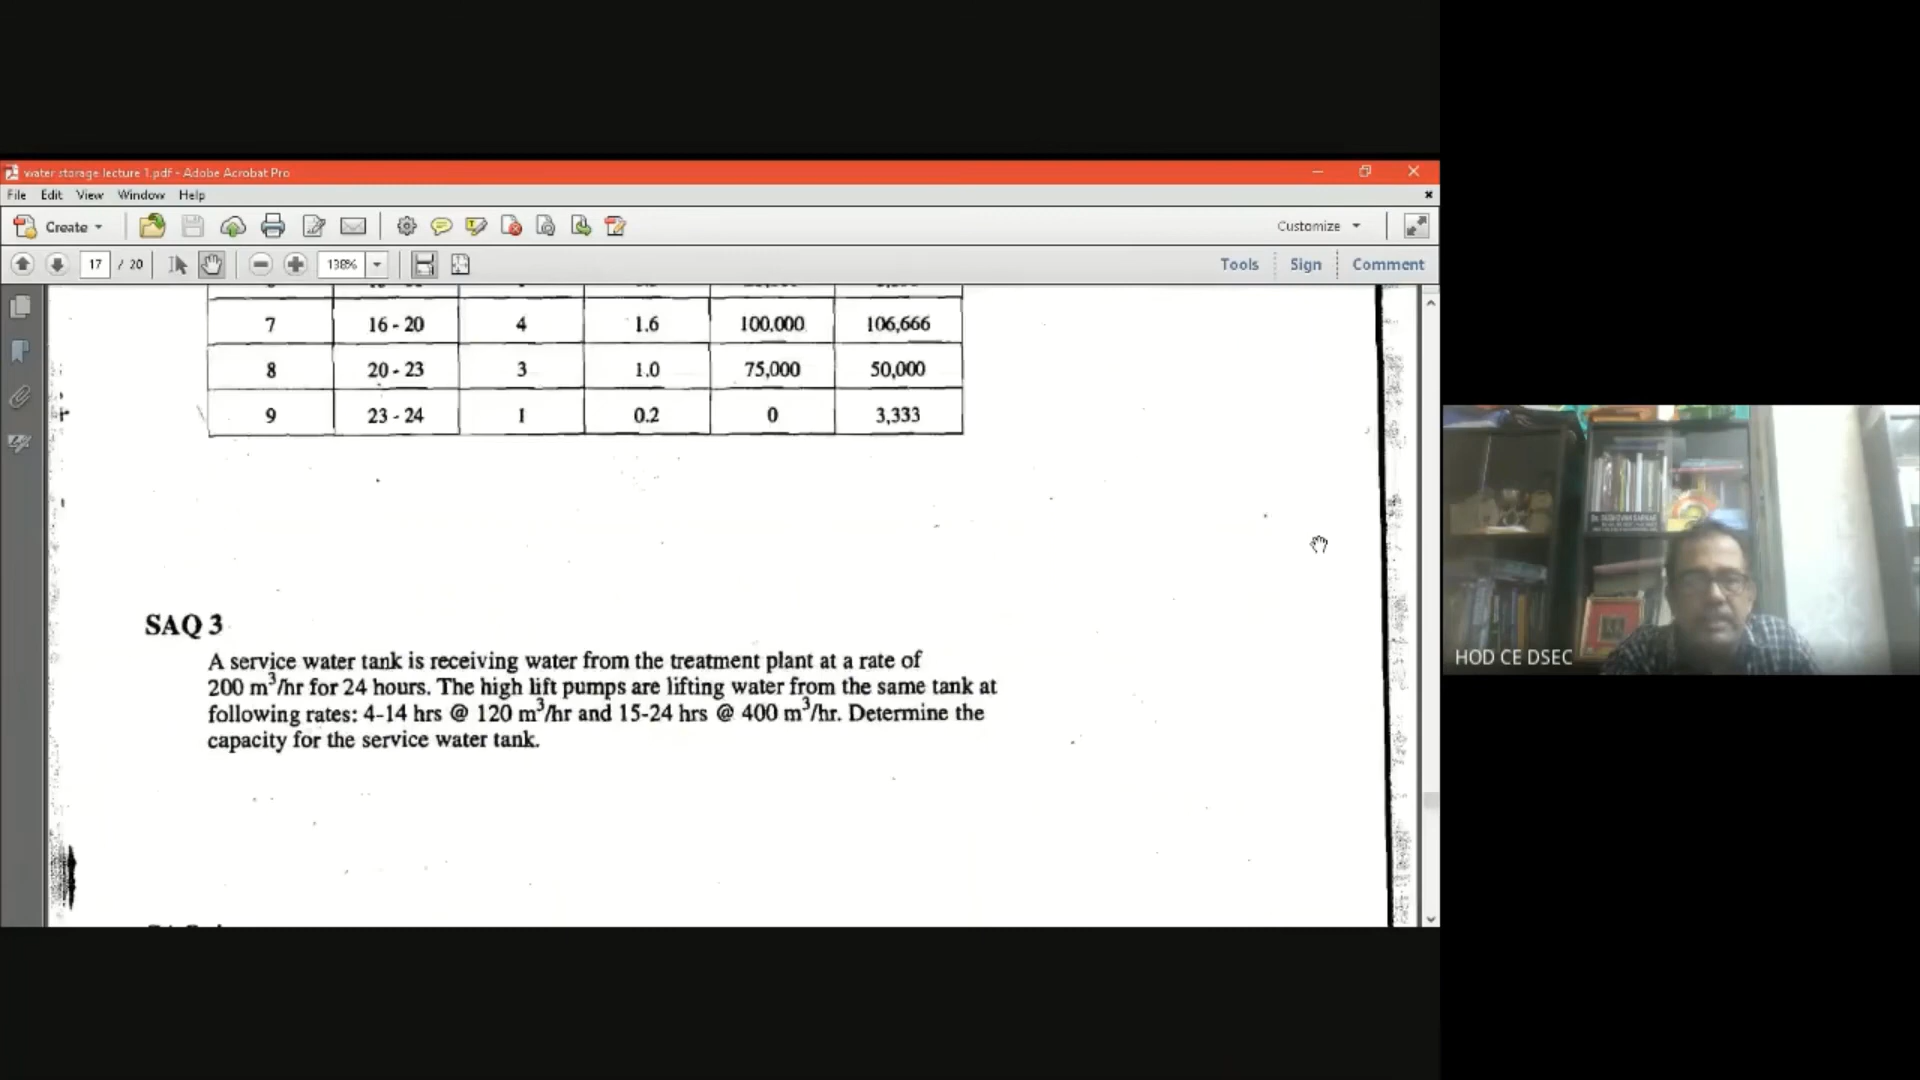 water storage lecture 1.pdf - Adobe Acrobat Pro
File Edit View Window Help
Create Customize
17 / 20 138% Tools Sign Comment
7 16 - 20 4 1.6 100,000 106,666
8 20 - 23 3 1.0 75,000 50,000
9 23 - 24 1 0.2 0 3,333
SAQ 3
A service water tank is receiving water from the treatment plant at a rate of
200 m³/hr for 24 hours. The high lift pumps are lifting water from the same tank at
following rates: 4-14 hrs @ 120 m³/hr and 15-24 hrs @ 400 m³/hr. Determine the
capacity for the service water tank.
HOD CE DSEC